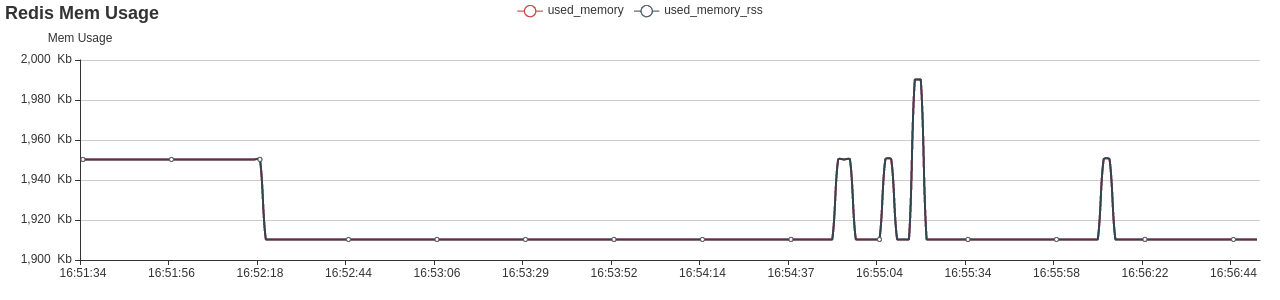 Redis Mem Usage
used_memory used_memory_rss
Mem Usage
2,000 Kb
1,980 Kb
1,960 Kb
1,940 Kb
1,920 Kb
1,900 Kb
16:51:34 16:51:56 16:52:18 16:52:44 16:53:06 16:53:29 16:53:52 16:54:14 16:54:37 16:55:04 16:55:34 16:55:58 16:56:22 16:56:44